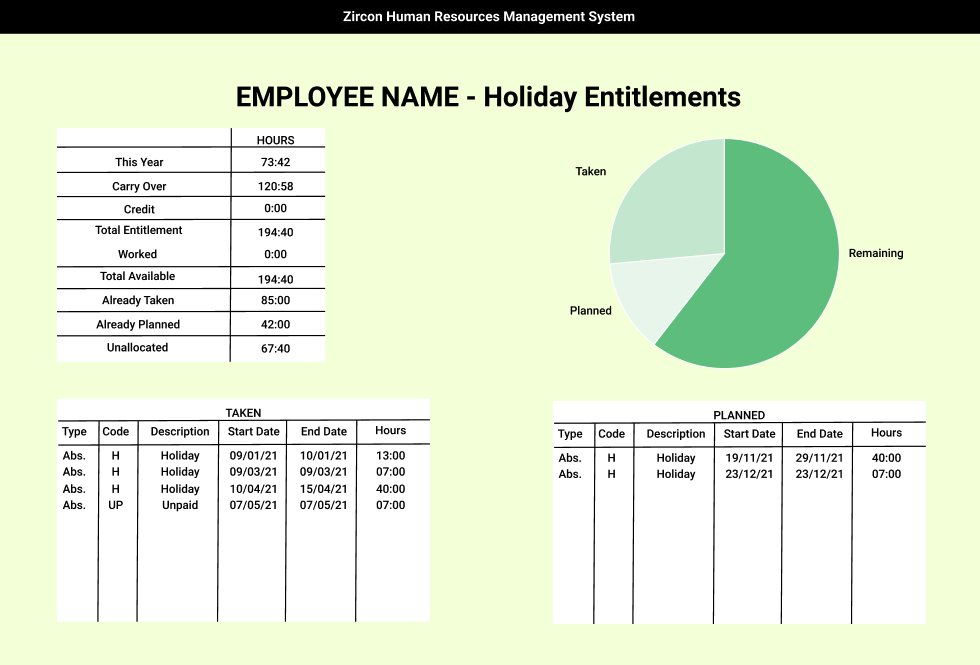 Zircon Human Resources Management System
EMPLOYEE NAME - Holiday Entitlements
HOURS
This Year 73:42
Carry Over 120:58
Credit 0:00
Total Entitlement 194:40
Worked 0:00
Total Available 194:40
Already Taken 85:00
Already Planned 42:00
Unallocated 67:40
Taken
Remaining
Planned
TAKEN
Type Code Description Start Date End Date Hours
Abs. H Holiday 09/01/21 10/01/21 13:00
Abs. H Holiday 09/03/21 09/03/21 07:00
Abs. H Holiday 10/04/21 15/04/21 40:00
Abs. UP Unpaid 07/05/21 07/05/21 07:00
PLANNED
Type Code Description Start Date End Date Hours
Abs. H Holiday 19/11/21 29/11/21 40:00
Abs. H Holiday 23/12/21 23/12/21 07:00